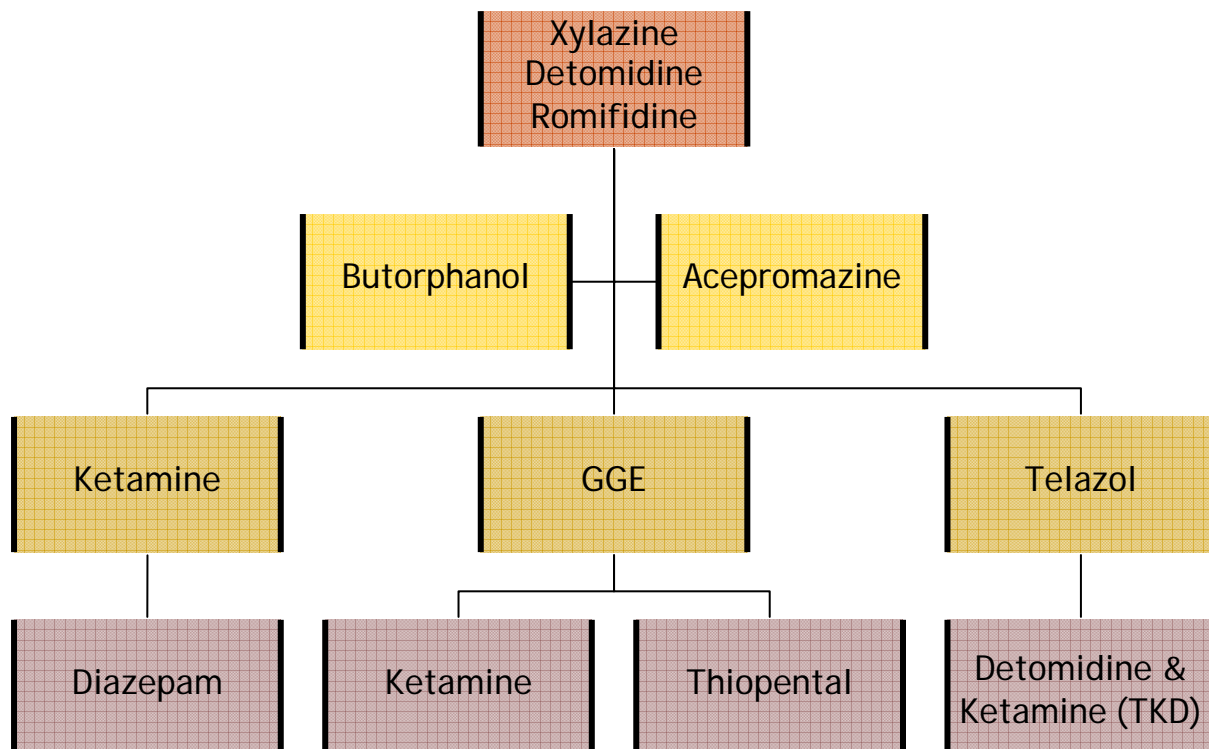 Xylazine
Detomidine
Romifidine
Butorphanol
Acepromazine
Ketamine
GGE
Telazol
Diazepam
Ketamine
Thiopental
Detomidine &
Ketamine (TKD)